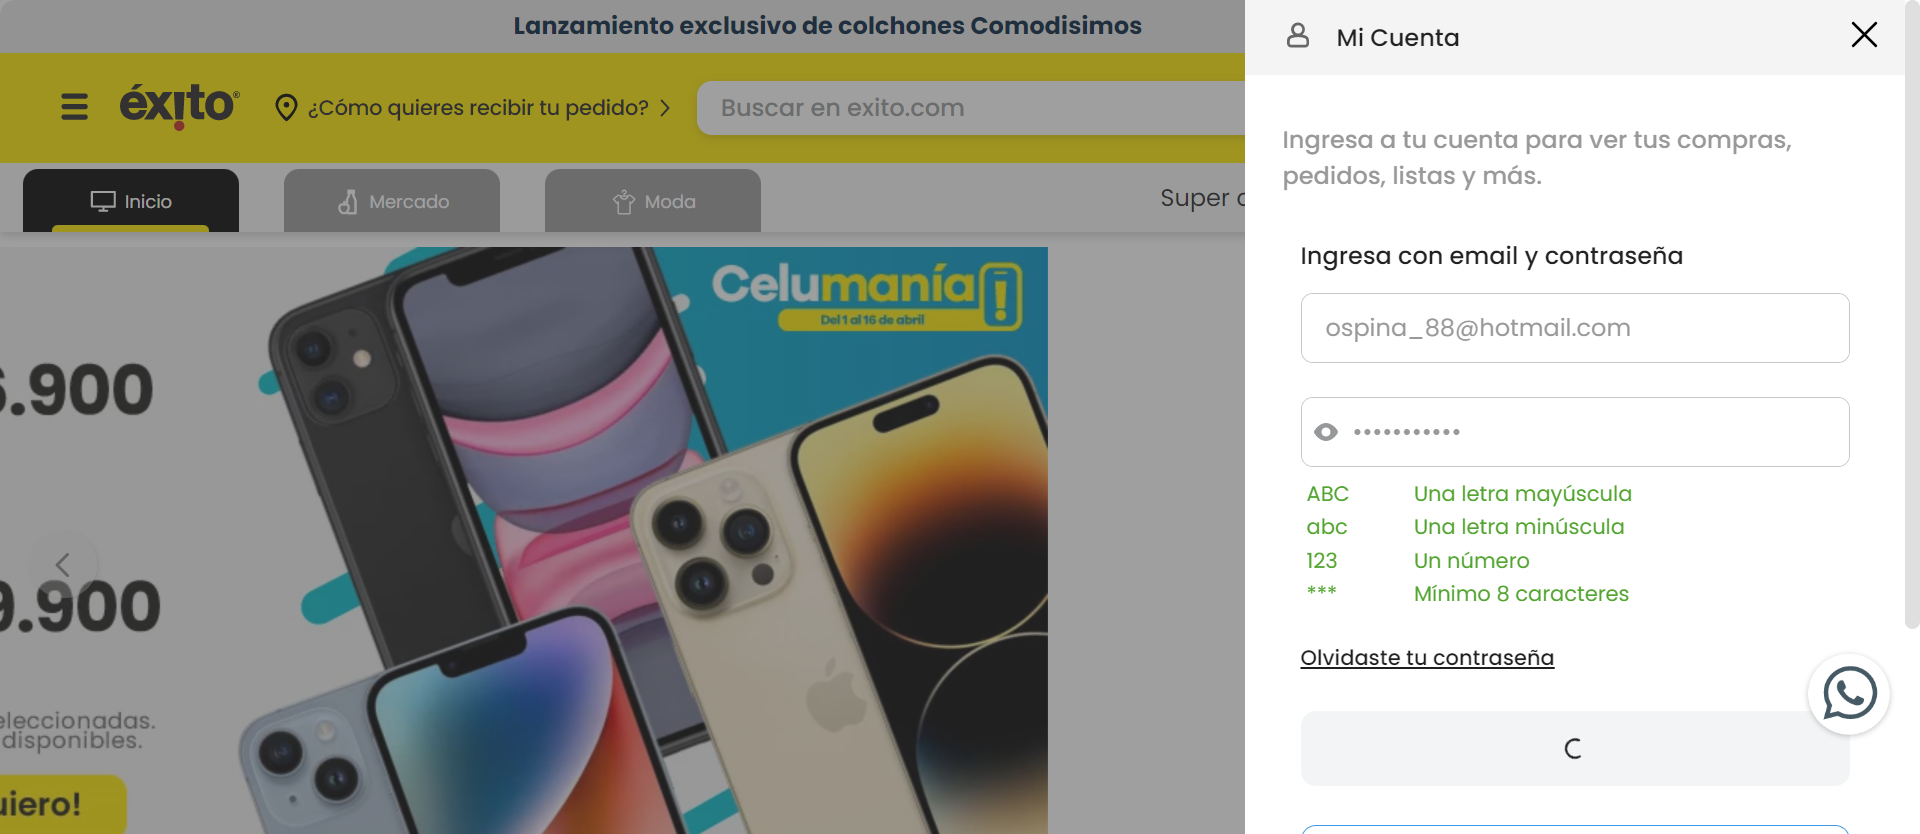 Lanzamiento exclusivo de colchones Comodisimos
éxito
¿Cómo quieres recibir tu pedido?
Buscar en exito.com
Inicio
Mercado
Moda
Super
Celumanía
Del 1 al 16 de abril
.900
9.900
eleccionadas.
disponibles.
uiero!
Mi Cuenta
Ingresa a tu cuenta para ver tus compras,
pedidos, listas y más.
Ingresa con email y contraseña
ospina_88@hotmail.com
•••••••••••
ABC Una letra mayúscula
abc Una letra minúscula
123 Un número
*** Mínimo 8 caracteres
Olvidaste tu contraseña